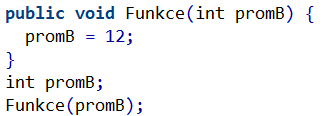 public void Funkce(int promB) {
  promB = 12;
}
int promB;
Funkce(promB);